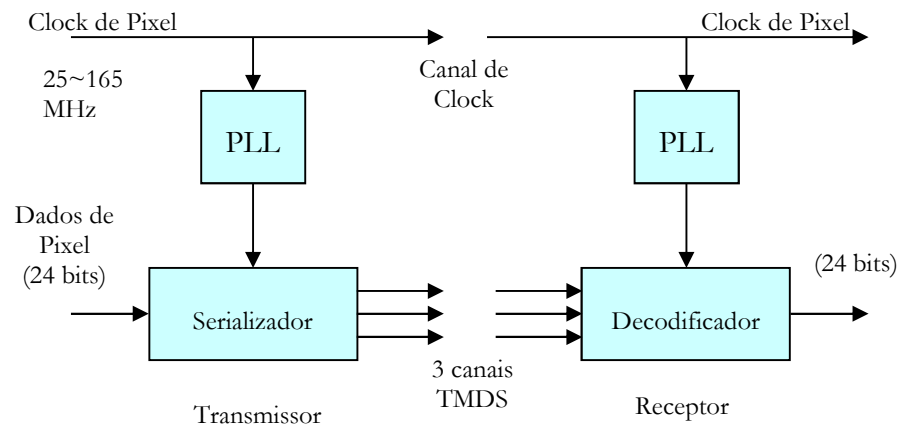 Clock de Pixel
Clock de Pixel
25~165
MHz
Canal de
Clock
PLL
PLL
Dados de
Pixel
(24 bits)
(24 bits)
Serializador
Decodificador
3 canais
TMDS
Transmissor
Receptor